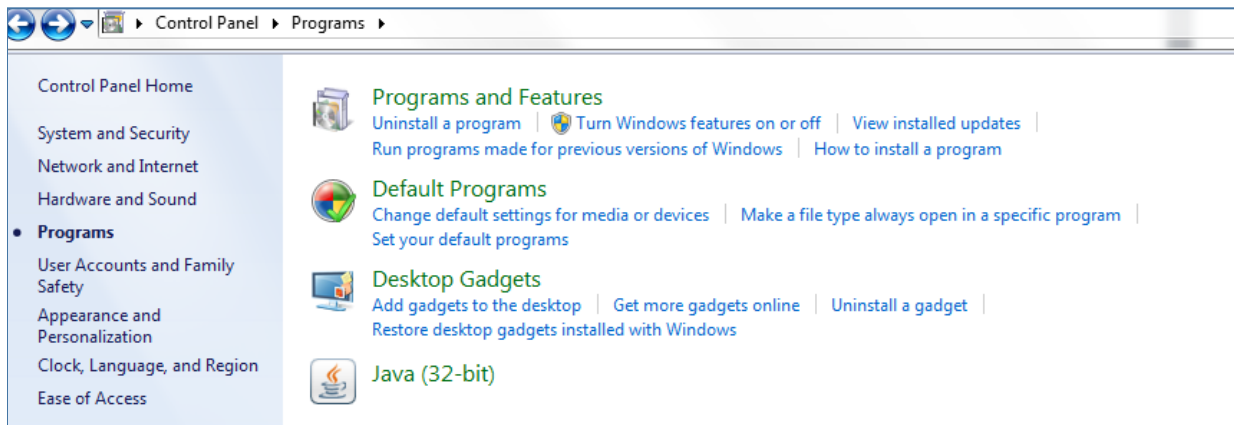 Control Panel Programs
Control Panel Home
System and Security
Network and Internet
Hardware and Sound
Programs
User Accounts and Family
Safety
Appearance and
Personalization
Clock, Language, and Region
Ease of Access
Programs and Features
Uninstall a program Turn Windows features on or off View installed updates
Run programs made for previous versions of Windows How to install a program
Default Programs
Change default settings for media or devices Make a file type always open in a specific program
Set your default programs
Desktop Gadgets
Add gadgets to the desktop Get more gadgets online Uninstall a gadget
Restore desktop gadgets installed with Windows
Java (32-bit)